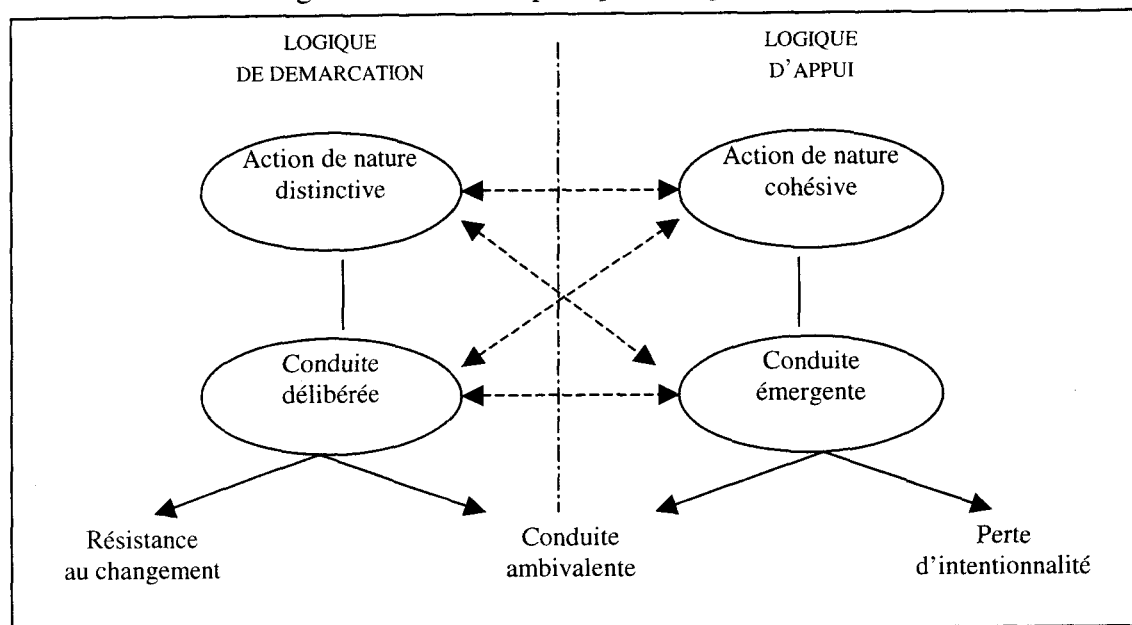 LOGIQUE
DE DEMARCATION
LOGIQUE
D'APPUI
Action de nature
distinctive
Action de nature
cohésive
Conduite
délibérée
Conduite
émergente
Résistance
au changement
Conduite
ambivalente
Perte
d'intentionnalité